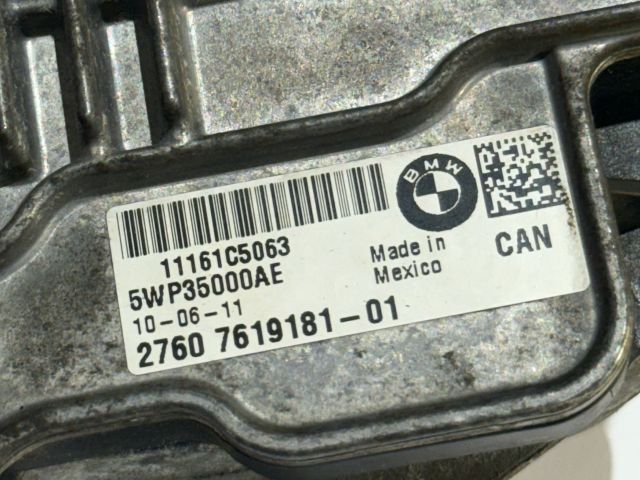 BMW
11161C5063
5WP35000AE
10-06-11
2760 7619181-01
Made in
Mexico
CAN